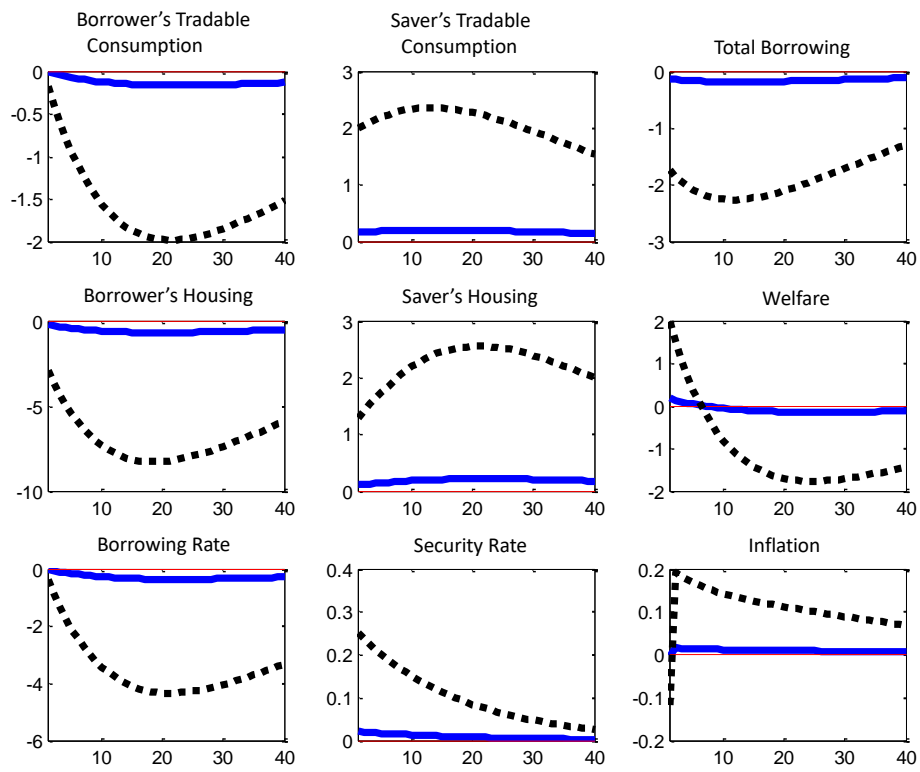 Borrower’s Tradable
Consumption
Saver’s Tradable
Consumption
Total Borrowing
0
-0.5
-1
-1.5
-2
10 20 30 40
3
2
1
0
10 20 30 40
0
-1
-2
-3
10 20 30 40
Borrower’s Housing
Saver’s Housing
Welfare
0
-5
-10
10 20 30 40
3
2
1
0
10 20 30 40
2
1
0
-1
-2
10 20 30 40
Borrowing Rate
Security Rate
Inflation
0
-2
-4
-6
10 20 30 40
0.4
0.3
0.2
0.1
0
10 20 30 40
0.2
0.1
0
-0.1
-0.2
10 20 30 40